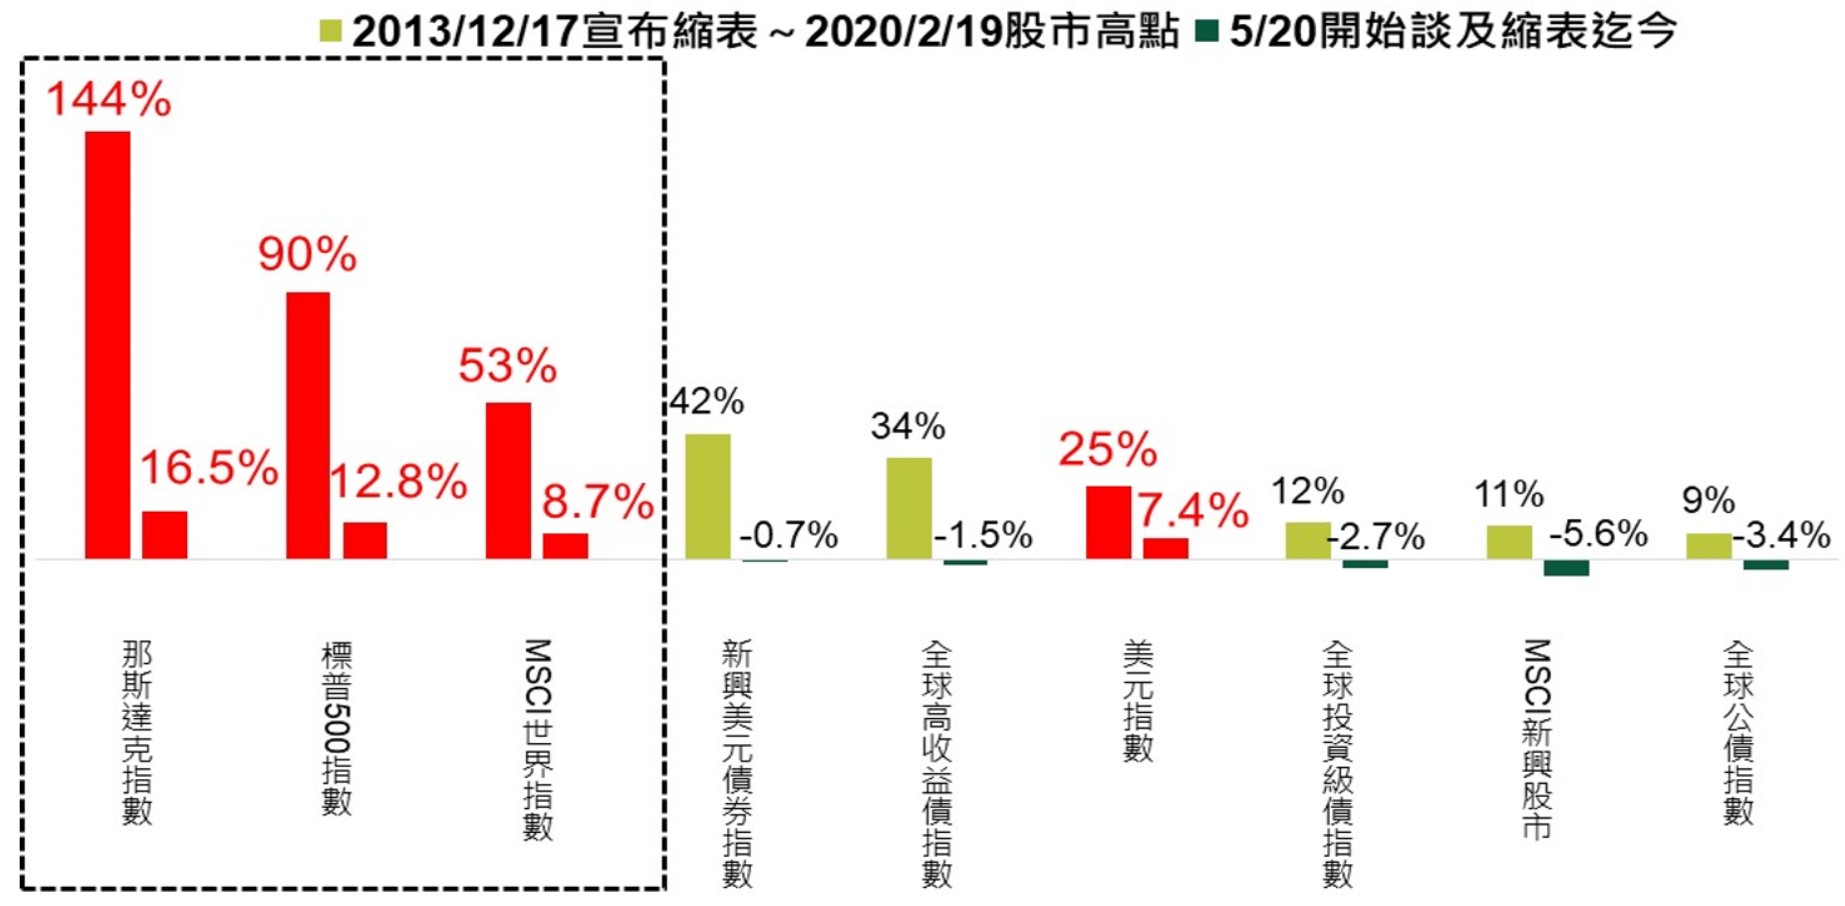 2013/12/17宣布縮表～2020/2/19股市高點 5/20開始談及縮表迄今
144%
16.5%
90%
12.8%
53%
8.7%
42%
-0.7%
34%
-1.5%
25%
7.4%
12%
-2.7%
11%
-5.6%
9%
-3.4%
那斯達克指數
標普500指數
MSCI世界指數
新興美元債券指數
全球高收益債指數
美元指數
全球投資級債指數
MSCI新興股市
全球公債指數